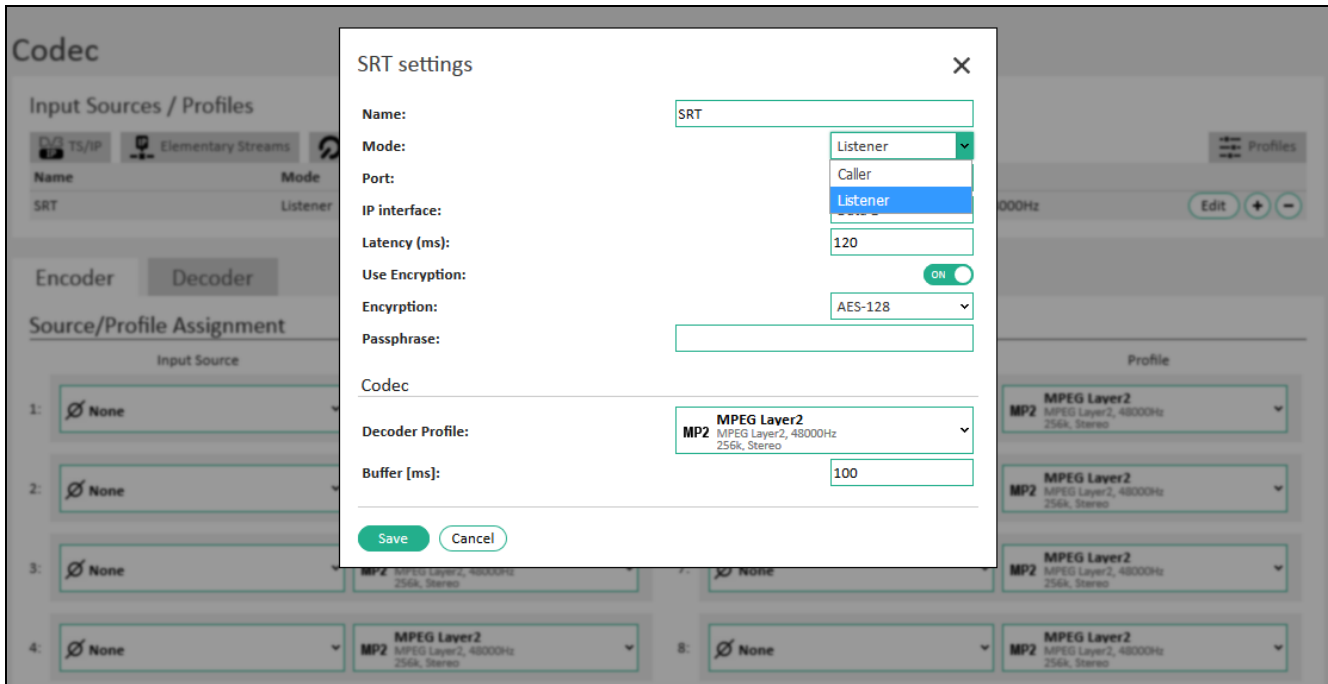 Codec
SRT settings
Input Sources / Profiles
Name:
SRT
TS/IP
Elementary Streams
Mode:
Listener
Profiles
Caller
Listener
Name
Mode
Port:
SRT
Listener
IP interface:
000Hz
Edit
Latency (ms):
120
Encoder
Decoder
Use Encryption:
ON
Encyrption:
AES-128
Source/Profile Assignment
Passphrase:
Input Source
Profile
Codec
1:
None
MP2
MPEG Layer2
MPEG Layer2, 48000Hz
256k, Stereo
Decoder Profile:
MP2
MPEG Layer2
MPEG Layer2, 48000Hz
256k, Stereo
Buffer [ms]:
100
2:
None
MP2
MPEG Layer2
MPEG Layer2, 48000Hz
256k, Stereo
Save
Cancel
3:
None
MP2 MPEG Layer2, 48000Hz
256k, Stereo
None
MP2
MPEG Layer2
MPEG Layer2, 48000Hz
256k, Stereo
4:
None
MP2
MPEG Layer2
MPEG Layer2, 48000Hz
256k, Stereo
8:
None
MP2
MPEG Layer2
MPEG Layer2, 48000Hz
256k, Stereo